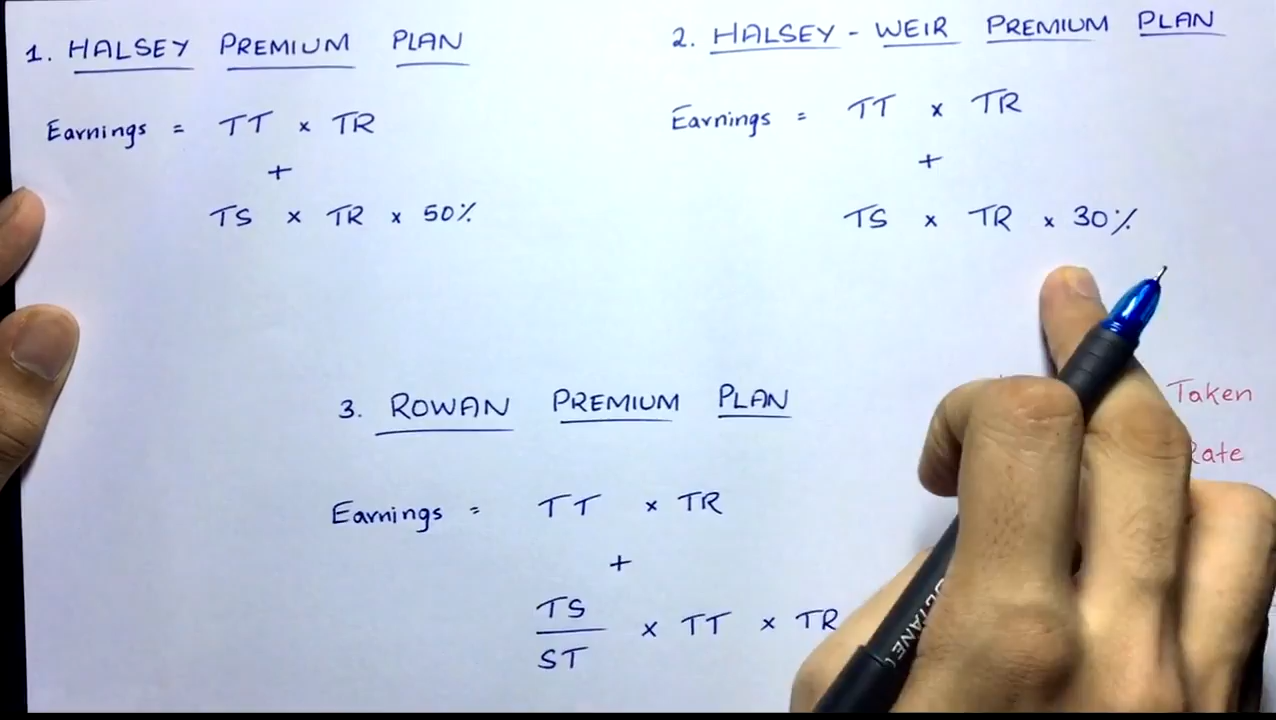 1. HALSEY PREMIUM PLAN
Earnings = TT × TR
+
TS × TR × 50%
2. HALSEY - WEIR PREMIUM PLAN
Earnings = TT × TR
+
TS × TR × 30%
3. ROWAN PREMIUM PLAN
Earnings = TT × TR
+
TS
ST
× TT × TR
Taken
Rate